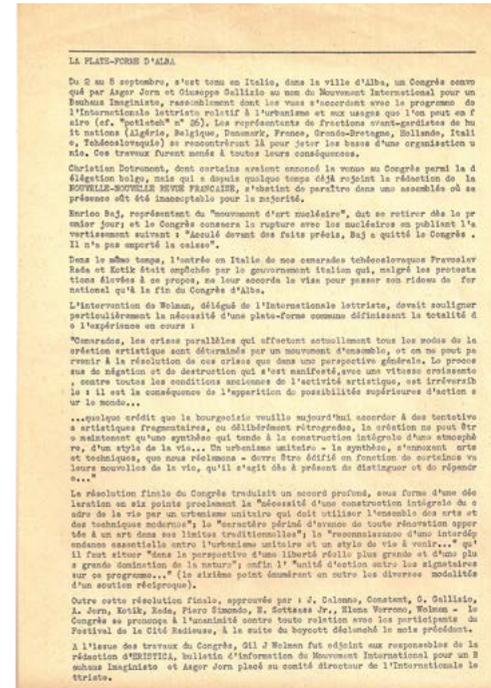 LA PLATE-FORME D'ALBA
Du 2 au 8 septembre, s'est tenu en Italie, dans la ville d'Alba, un Congrès convo
qué par Asger Jorn et Giuseppe Gallizio au nom du Mouvement International pour un
Bauhaus Imaginiste, rassemblement dont les vues s'accordent avec le programme de
l'Internationale lettriste relatif à l'urbanisme et aux usages que l'on peut en f
aire (cf. "potlatch" n° 26). Les représentants de fractions avant-gardistes de hu
it nations (Algérie, Belgique, Danemark, France, Grande-Bretagne, Hollande, Itali
e, Tchécoslovaquie) se rencontrèrent là pour jeter les bases d'une organisation u
nie. Ces travaux furent menés à toutes leurs conséquences.
Christian Dotremont, dont certains avaient annoncé la venue au Congrès parmi la d
élégation belge, mais qui a depuis quelque temps déjà rejoint la rédaction de la
NOUVELLE-NOUVELLE REVUE FRANCAISE, s'abstint de paraître dans une assemblée où sa
présence eût été inacceptable pour la majorité.
Enrico Baj, représentant du "mouvement d'art nucléaire", dut se retirer dès le pr
emier jour; et le Congrès consacra la rupture avec les nucléaires en publiant l'a
vertissement suivant : "Acculé devant des faits précis, Baj a quitté le Congrès .
Il n'a pas emporté la caisse".
Dans le même temps, l'entrée en Italie de nos camarades tchécoslovaques Pravoslav
Rada et Kotik était empêchée par le gouvernement italien qui, malgré les protesta
tions élevées à ce propos, ne leur accorda le visa pour passer son rideau de fer
national qu'à la fin du Congrès d'Alba.
L'intervention de Wolman, délégué de l'Internationale lettriste, devait souligner
particulièrement la nécessité d'une plate-forme commune définissant la totalité d
e l'expérience en cours :
"Camarades, les crises parallèles qui affectent actuellement tous les modes de la
création artistique sont déterminés par un mouvement d'ensemble, et on ne peut pa
rvenir à la résolution de ces crises que dans une perspective générale. Le proces
sus de négation et de destruction qui s'est manifesté,avec une vitesse croissante
, contre toutes les conditions anciennes de l'activité artistique, est irréversib
le : il est la conséquence de l'apparition de possibilités supérieures d'action s
ur le monde...
...quelque crédit que la bourgeoisie veuille aujourd'hui accorder à des tentative
s artistiques fragmentaires, ou délibérément rétrogrades, la création ne peut êtr
e maintenant qu'une synthèse qui tende à la construction intégrale d'une atmosphè
re, d'un style de la vie... Un urbanisme unitaire - la synthèse, s'annexant arts
et techniques, que nous réclamons - devra être édifié en fonction de certaines va
leurs nouvelles de la vie, qu'il s'agit dès à présent de distinguer et de répandr
e..."
La résolution finale du Congrès traduisit un accord profond, sous forme d'une déc
laration en six points proclamant la "nécessité d'une construction intégrale du c
adre de la vie par un urbanisme unitaire qui doit utiliser l'ensemble des arts et
des techniques modernes"; le "caractère périmé d'avance de toute rénovation appor
tée à un art dans ses limites traditionnelles"; la "reconnaissance d'une interdép
endance essentielle entre l'urbanisme unitaire et un style de vie à venir..." qu'
il faut situer "dans la perspective d'une liberté réelle plus grande et d'une plu
s grande domination de la nature"; enfin l' "unité d'action entre les signataires
sur ce programme..." (le sixième point énumérant en outre les diverses modalités
d'un soutien réciproque).
Outre cette résolution finale, approuvée par : J. Calonne, Constant, G. Gallizio,
A. Jorn, Kotik, Rada, Piero Simondo, E. Sottsass Jr., Elena Verrone, Wolman - le
Congrès se prononça à l'unanimité contre toute relation avec les participants du
Festival de la Cité Radieuse, à la suite du boycott déclenché le mois précédent.
A l'issue des travaux du Congrès, Gil J Wolman fut adjoint aux responsables de la
rédaction d'ERISTICA, bulletin d'information du Mouvement International pour un B
auhaus Imaginiste et Asger Jorn placé au comité directeur de l'Internationale le
ttriste.